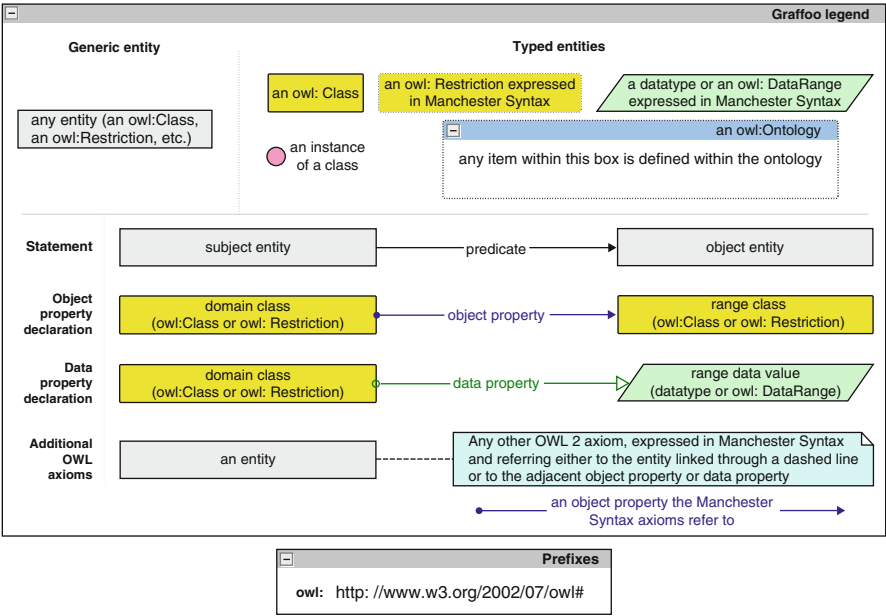 Graffoo legend
Generic entity
Typed entities
any entity (an owl:Class,
an owl:Restriction, etc.)
an owl: Class
an owl: Restriction expressed
in Manchester Syntax
a datatype or an owl: DataRange
expressed in Manchester Syntax
an instance
of a class
an owl:Ontology
any item within this box is defined within the ontology
Statement
subject entity
predicate
object entity
Object
property
declaration
domain class
(owl:Class or owl: Restriction)
object property
range class
(owl:Class or owl: Restriction)
Data
property
declaration
domain class
(owl:Class or owl: Restriction)
data property
range data value
(datatype or owl: DataRange)
Additional
OWL
axioms
an entity
Any other OWL 2 axiom, expressed in Manchester Syntax
and referring either to the entity linked through a dashed line
or to the adjacent object property or data property
an object property the Manchester
Syntax axioms refer to
Prefixes
owl: http: //www.w3.org/2002/07/owl#